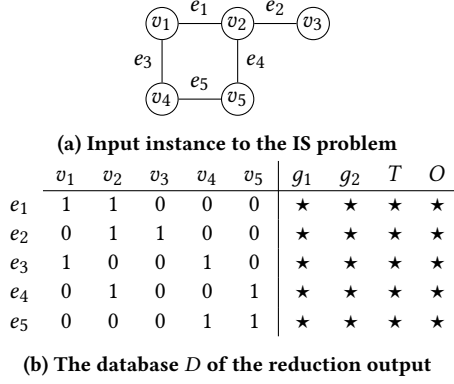 e₁ e₂
v₁ v₂ v₃
e₃ e₄
e₅
v₄ v₅
(a) Input instance to the IS problem
v₁ v₂ v₃ v₄ v₅ g₁ g₂ T O
e₁ 1 1 0 0 0 ⋆ ⋆ ⋆ ⋆
e₂ 0 1 1 0 0 ⋆ ⋆ ⋆ ⋆
e₃ 1 0 0 1 0 ⋆ ⋆ ⋆ ⋆
e₄ 0 1 0 0 1 ⋆ ⋆ ⋆ ⋆
e₅ 0 0 0 1 1 ⋆ ⋆ ⋆ ⋆
(b) The database D of the reduction output